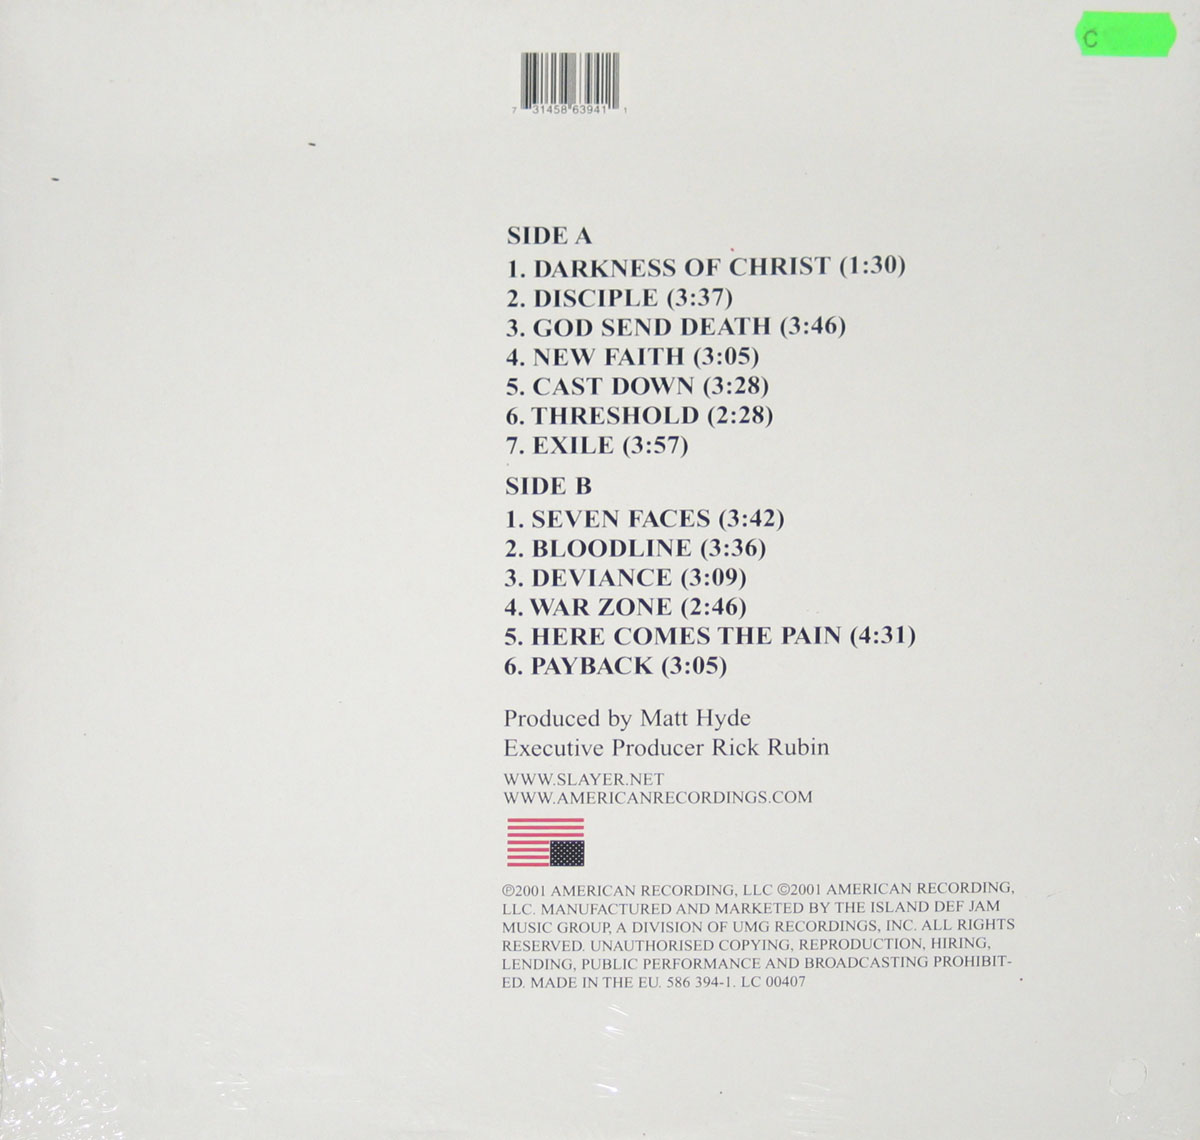 C
7 31458 63941 1
SIDE A
1. DARKNESS OF CHRIST (1:30)
2. DISCIPLE (3:37)
3. GOD SEND DEATH (3:46)
4. NEW FAITH (3:05)
5. CAST DOWN (3:28)
6. THRESHOLD (2:28)
7. EXILE (3:57)
SIDE B
1. SEVEN FACES (3:42)
2. BLOODLINE (3:36)
3. DEVIANCE (3:09)
4. WAR ZONE (2:46)
5. HERE COMES THE PAIN (4:31)
6. PAYBACK (3:05)
Produced by Matt Hyde
Executive Producer Rick Rubin
WWW.SLAYER.NET
WWW.AMERICANRECORDINGS.COM
℗2001 AMERICAN RECORDING, LLC ©2001 AMERICAN RECORDING,
LLC. MANUFACTURED AND MARKETED BY THE ISLAND DEF JAM
MUSIC GROUP, A DIVISION OF UMG RECORDINGS, INC. ALL RIGHTS
RESERVED. UNAUTHORISED COPYING, REPRODUCTION, HIRING,
LENDING, PUBLIC PERFORMANCE AND BROADCASTING PROHIBIT-
ED. MADE IN THE EU. 586 394-1. LC 00407